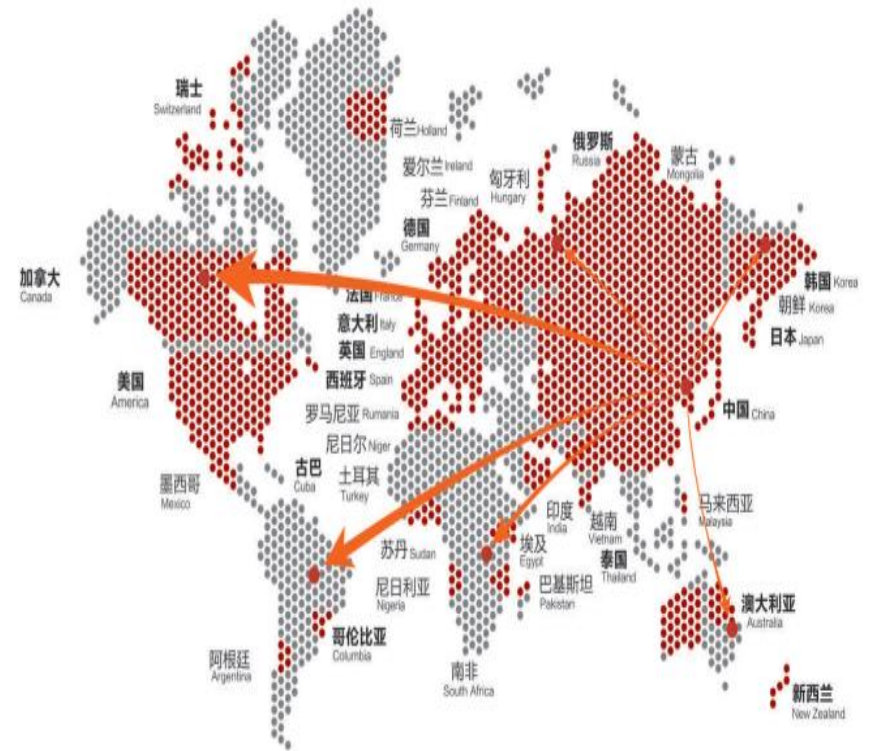 瑞士
Switzerland
荷兰 Holland
爱尔兰 Ireland
芬兰 Finland
匈牙利
Hungary
俄罗斯
Russia
蒙古
Mongolia
德国
Germany
加拿大
Canada
法国 France
意大利 Italy
英国 England
西班牙 Spain
罗马尼亚 Rumania
尼日尔 Niger
韩国 Korea
朝鲜 Korea
日本 Japan
美国
America
中国 China
墨西哥
Mexico
古巴
Cuba
土耳其
Turkey
苏丹 Sudan
尼日利亚
Nigeria
印度
India
越南
Vietnam
马来西亚
Malaysia
埃及
Egypt
泰国
Thailand
巴基斯坦
Pakistan
澳大利亚
Australia
哥伦比亚
Columbia
阿根廷
Argentina
南非
South Africa
新西兰
New Zealand